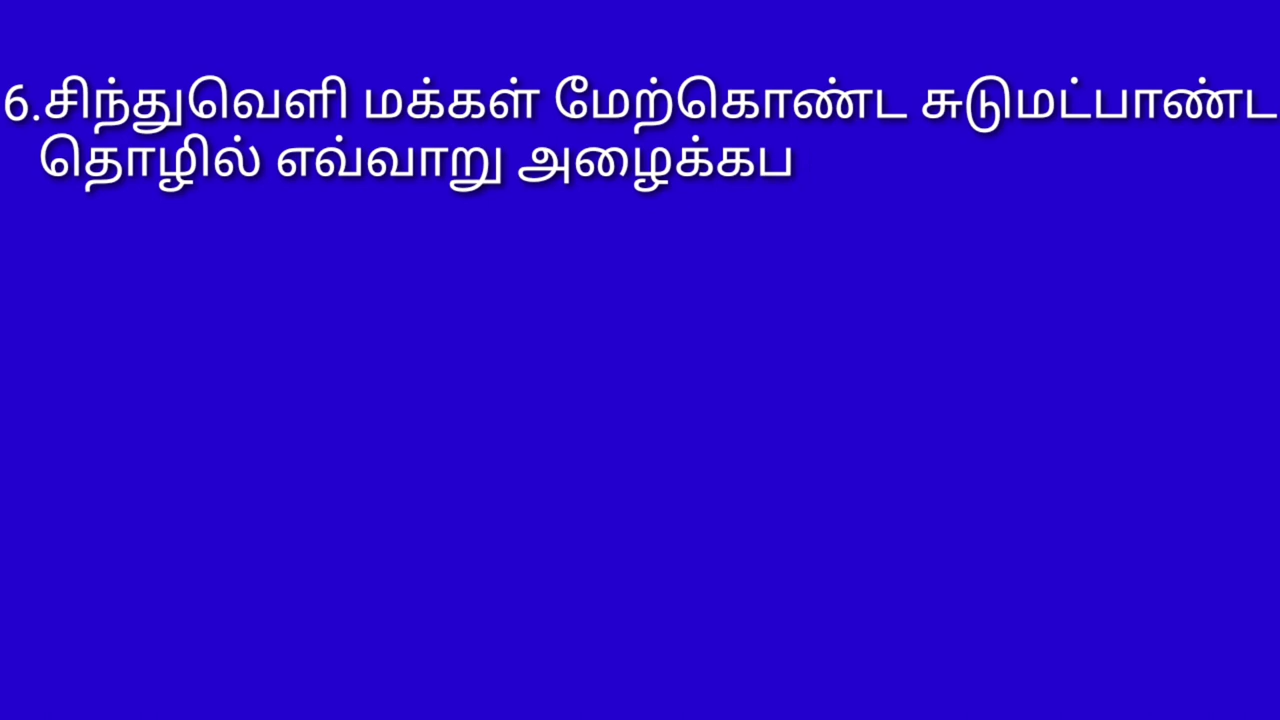 6.சிந்துவெளி மக்கள் மேற்கொண்ட சுடுமட்பாண்ட
தொழில் எவ்வாறு அழைக்கப